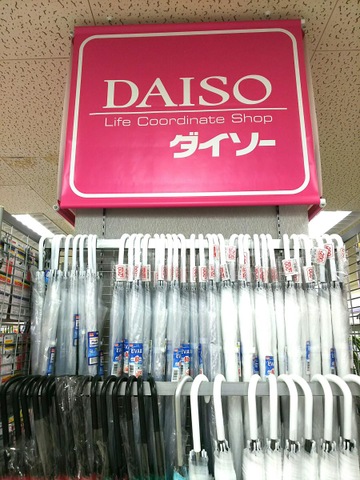 DAISO
Life Coordinate Shop
ダイソー